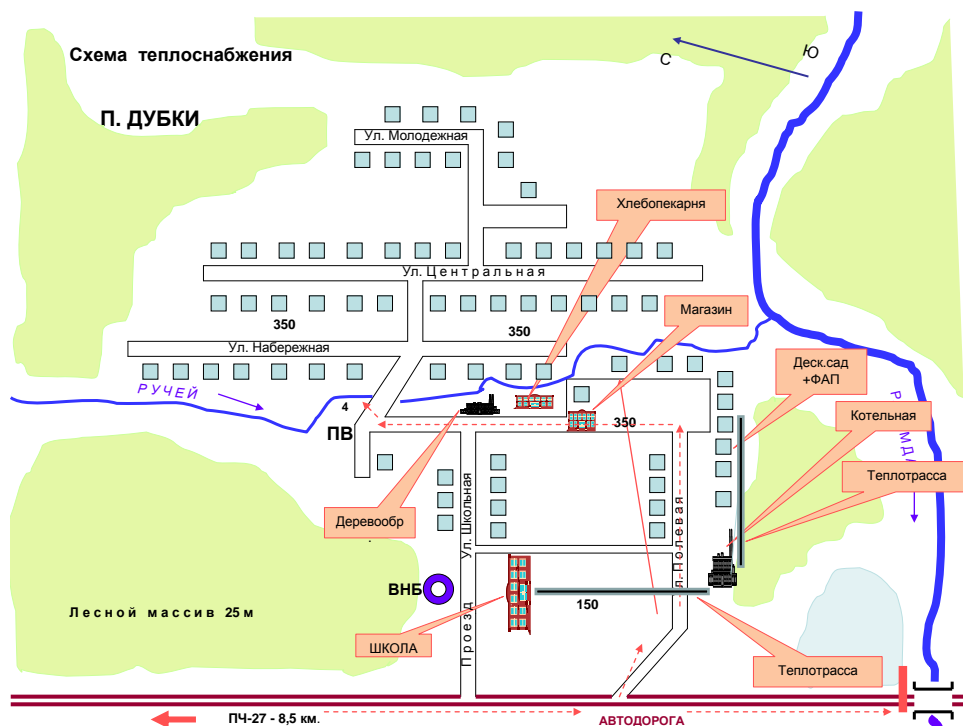 Схема теплоснабжения
Ю
С
П. ДУБКИ
Ул. Молодежная
Хлебопекарня
Ул. Центральная
Магазин
350
350
Ул. Набережная
Деск.сад
+ФАП
РУЧЕЙ
4
ПВ
350
Котельная
Теплотрасса
Деревообр
Ул. Школьная
л. Полевая
ВНБ
150
Лесной массив 25м
ШКОЛА
Проезд
Теплотрасса
ПЧ-27 - 8,5 км.
АВТОДОРОГА